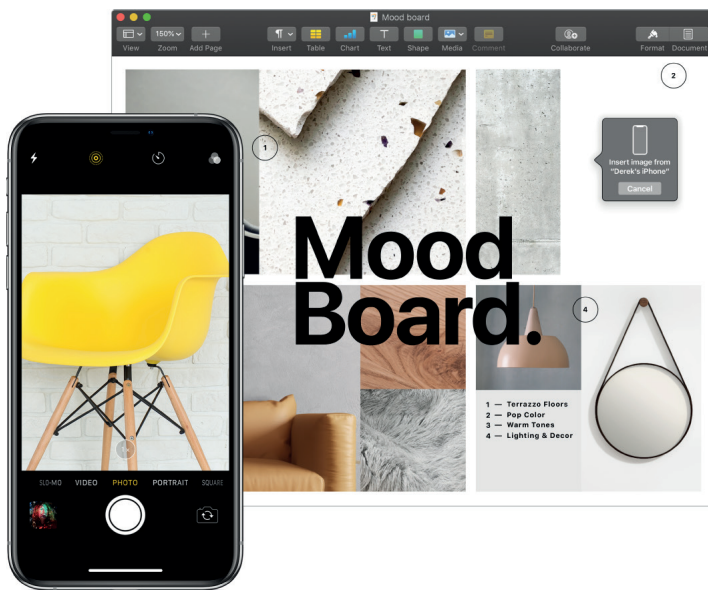 Mood board
150%
View
Zoom
Add Page
Insert
Table
Chart
Text
Shape
Media
Comment
Collaborate
Format
Document
2
1
Insert image from
"Derek's iPhone"
Cancel
Mood
Board.
4
1 — Terrazzo Floors
2 — Pop Color
3 — Warm Tones
4 — Lighting & Decor
SLO-MO
VIDEO
PHOTO
PORTRAIT
SQUARE